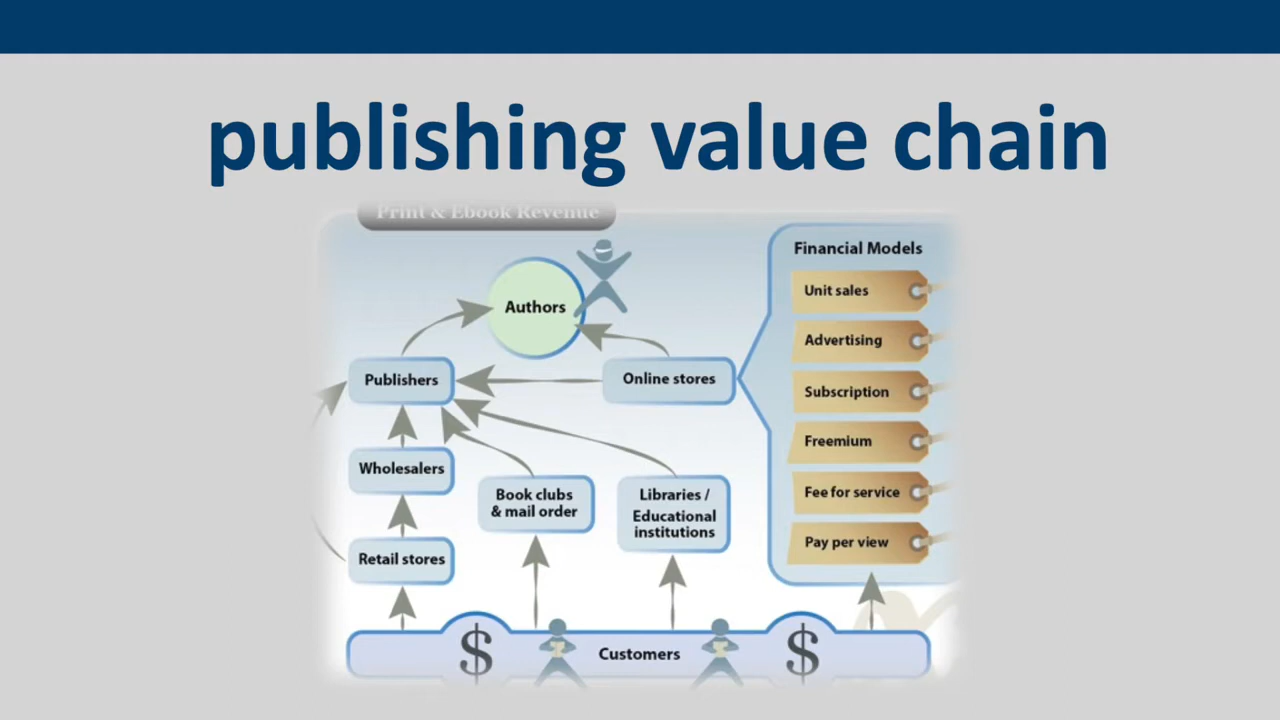 publishing value chain
Print & Ebook Revenue
Authors
Publishers
Online stores
Wholesalers
Book clubs
& mail order
Libraries /
Educational
institutions
Retail stores
Financial Models
Unit sales
Advertising
Subscription
Freemium
Fee for service
Pay per view
$
Customers
$